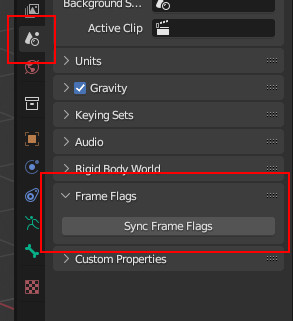 Background S...
Active Clip
Units
Gravity
Keying Sets
Audio
Rigid Body World
Frame Flags
Sync Frame Flags
Custom Properties